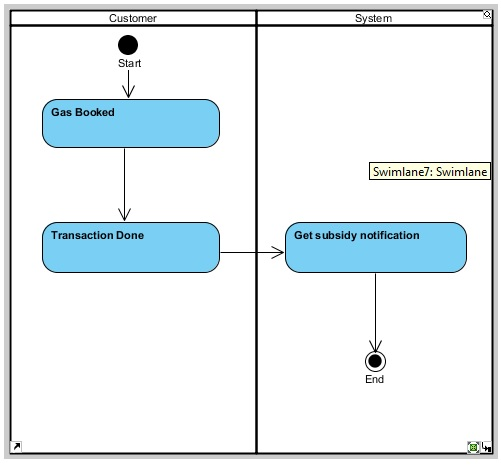 Customer
System
Start
Gas Booked
Swimlane7: Swimlane
Transaction Done
Get subsidy notification
End